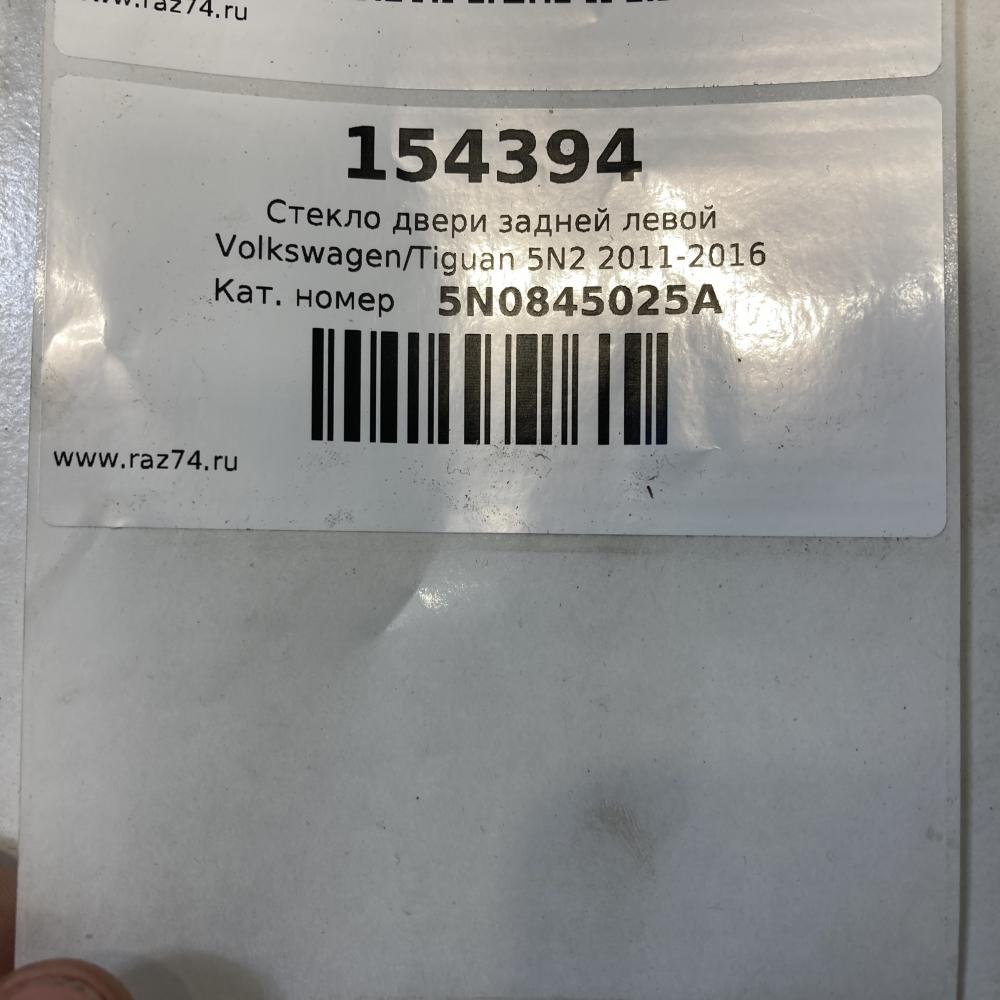 www.raz74.ru
154394
Стекло двери задней левой
Volkswagen/Tiguan 5N2 2011-2016
Кат. номер 5N0845025A
www.raz74.ru